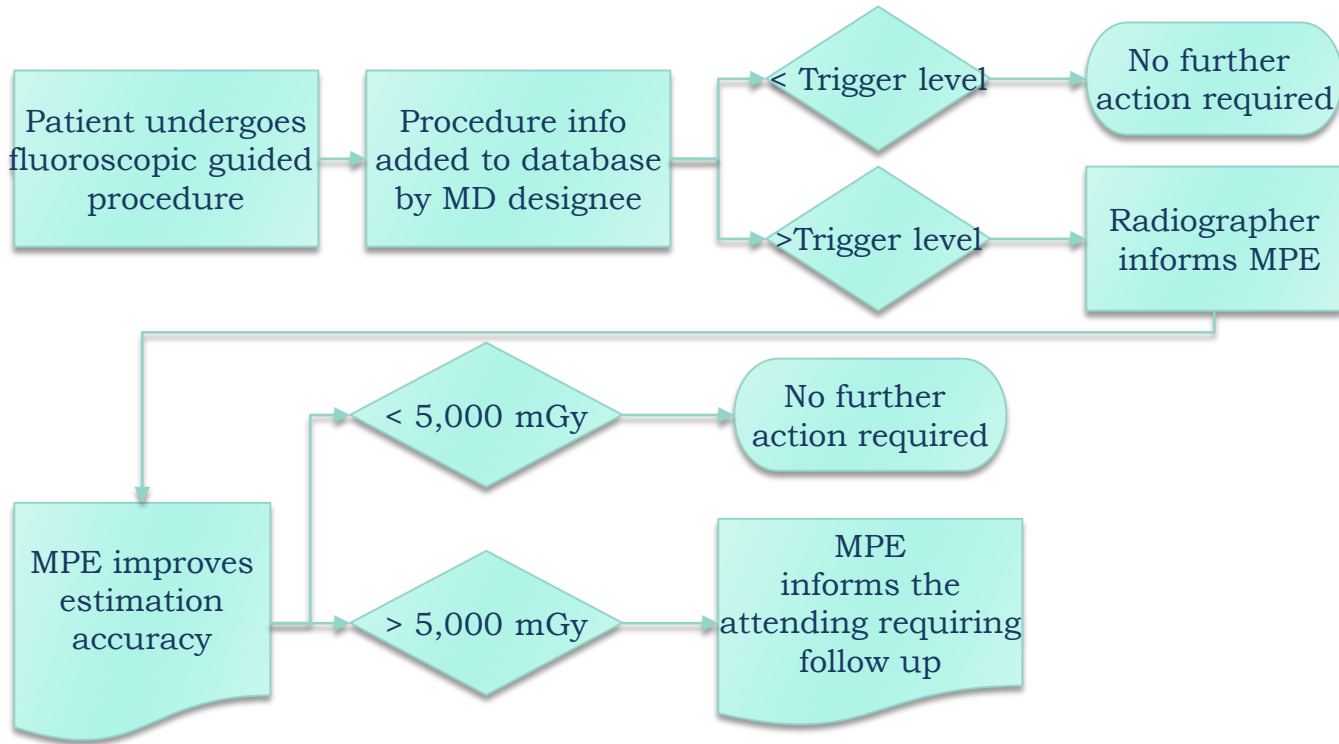 Patient undergoes
fluoroscopic guided
procedure
Procedure info
added to database
by MD designee
< Trigger level
No further
action required
>Trigger level
Radiographer
informs MPE
MPE improves
estimation
accuracy
< 5,000 mGy
No further
action required
> 5,000 mGy
MPE
informs the
attending requiring
follow up